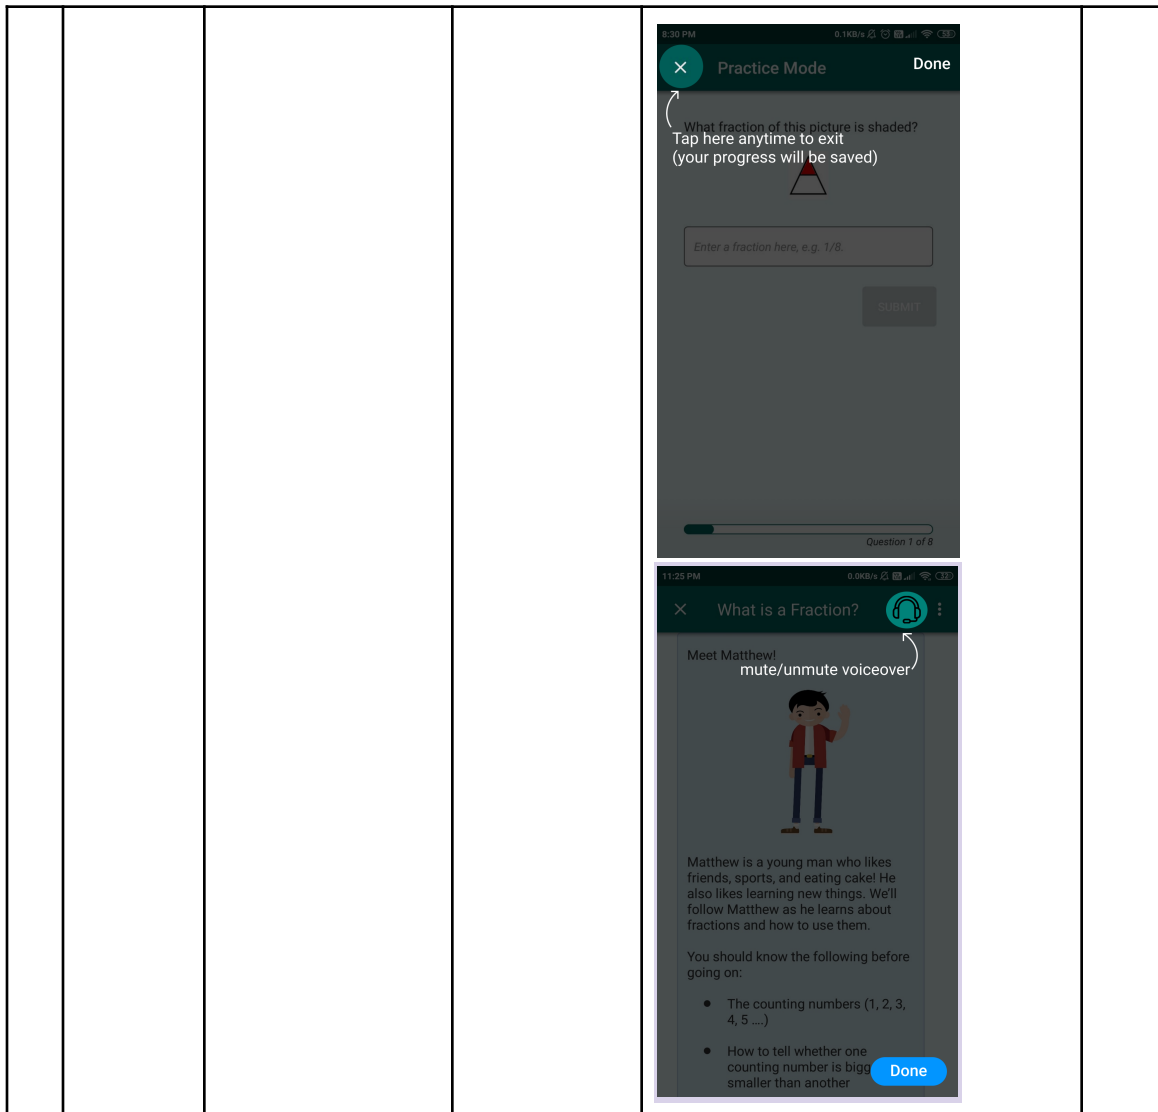 8:30 PM 0.1KB/s
Practice Mode Done
What fraction of this picture is shaded?
Tap here anytime to exit
(your progress will be saved)
Enter a fraction here, e.g. 1/8.
SUBMIT
Question 1 of 8
11:25 PM 0.0KB/s
What is a Fraction?
Meet Matthew!
mute/unmute voiceover
Matthew is a young man who likes
friends, sports, and eating cake! He
also likes learning new things. We'll
follow Matthew as he learns about
fractions and how to use them.
You should know the following before
going on:
● The counting numbers (1, 2, 3,
4, 5 ....)
● How to tell whether one
counting number is bigg
smaller than another
Done